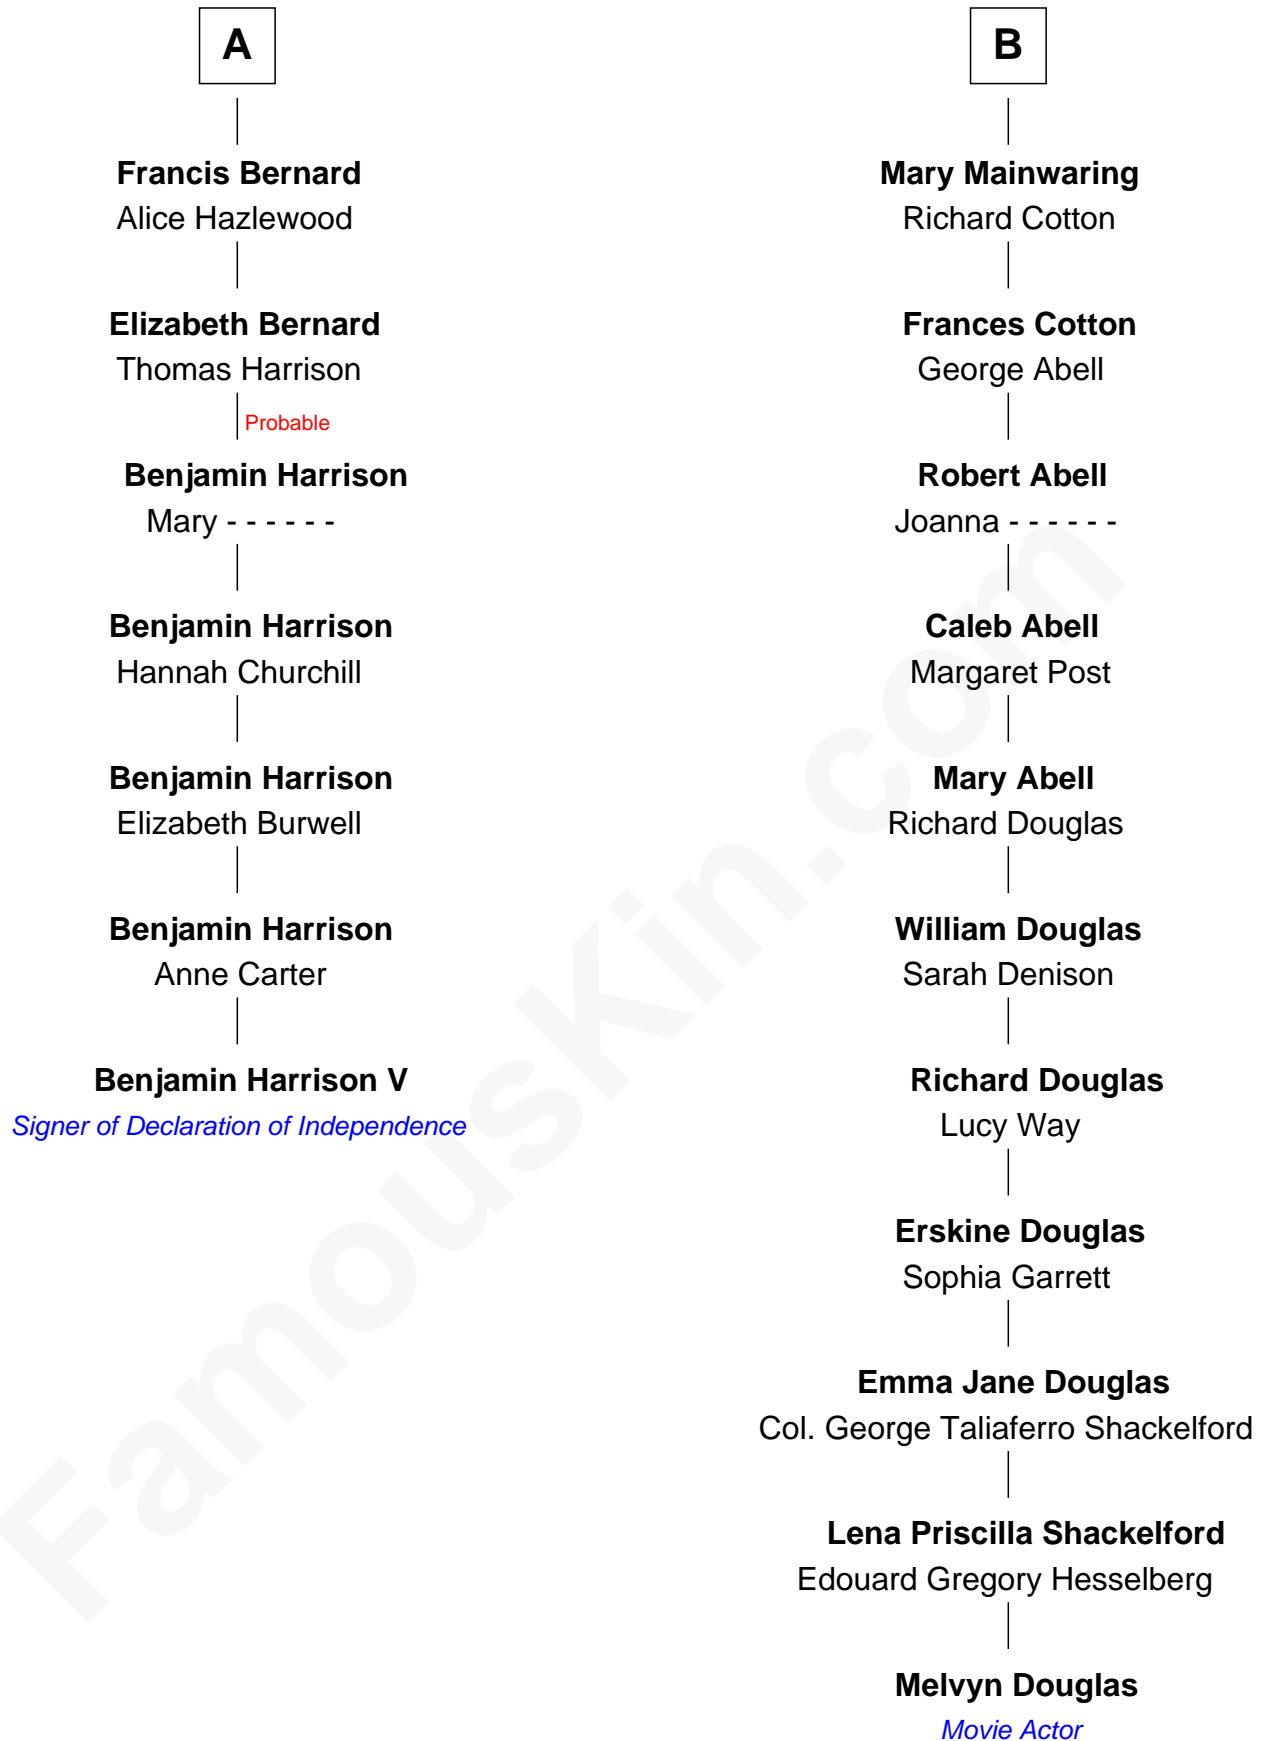 A
Francis Bernard
Alice Hazlewood
Elizabeth Bernard
Thomas Harrison
Probable
Benjamin Harrison
Mary - - - - - -
Benjamin Harrison
Hannah Churchill
Benjamin Harrison
Elizabeth Burwell
Benjamin Harrison
Anne Carter
Benjamin Harrison V
Signer of Declaration of Independence
B
Mary Mainwaring
Richard Cotton
Frances Cotton
George Abell
Robert Abell
Joanna - - - - - -
Caleb Abell
Margaret Post
Mary Abell
Richard Douglas
William Douglas
Sarah Denison
Richard Douglas
Lucy Way
Erskine Douglas
Sophia Garrett
Emma Jane Douglas
Col. George Taliaferro Shackelford
Lena Priscilla Shackelford
Edouard Gregory Hesselberg
Melvyn Douglas
Movie Actor
FamousKin.com